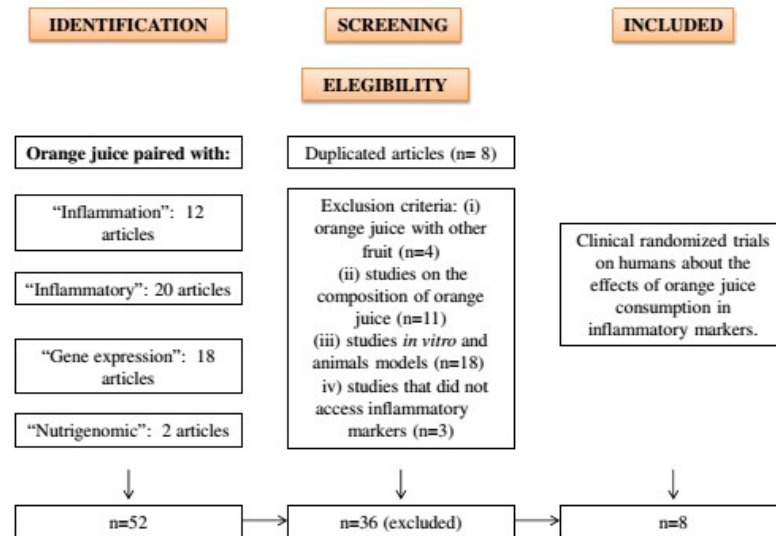 IDENTIFICATION
SCREENING
INCLUDED
ELEGIBILITY
Orange juice paired with:
"Inflammation": 12
articles
"Inflammatory": 20 articles
"Gene expression": 18
articles
"Nutrigenomic": 2 articles
n=52
Duplicated articles (n= 8)
Exclusion criteria: (i)
orange juice with other
fruit (n=4)
(ii) studies on the
composition of orange
juice (n=11)
(iii) studies in vitro and
animals models (n=18)
iv) studies that did not
access inflammatory
markers (n=3)
n=36 (excluded)
Clinical randomized trials
on humans about the
effects of orange juice
consumption in
inflammatory markers.
n=8